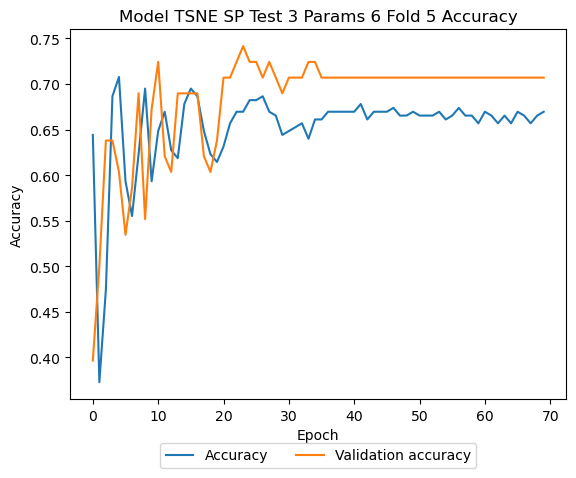 Model TSNE SP Test 3 Params 6 Fold 5 Accuracy
0.75
0.70
0.65
0.60
0.55
0.50
0.45
0.40
Accuracy
0 10 20 30 40 50 60 70
Epoch
Accuracy Validation accuracy